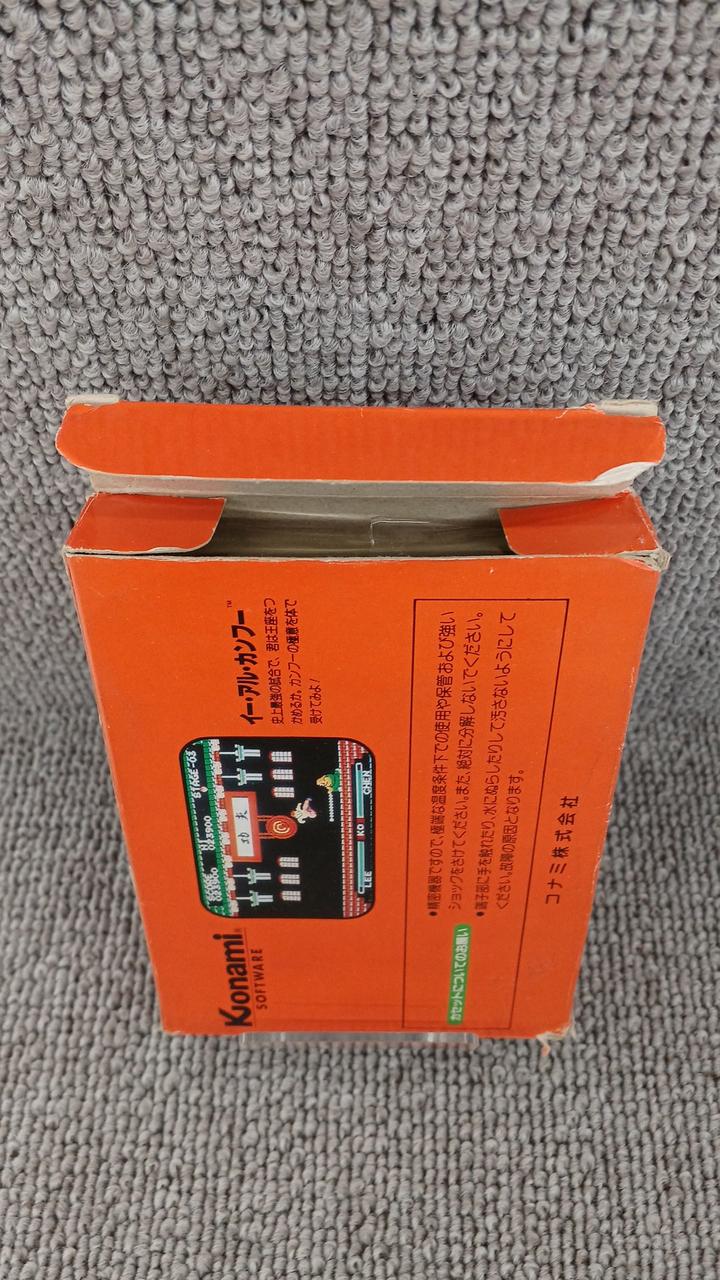 Konami®
SOFTWARE
SCORE HI
023900 023900 STAGE-03
功夫
LEE KO CHEN
イー・アル・カンフー™
史上最強の試合で、君は王座をつ
かめるか。カンフーの極意を体で
受けてみよ!
カセットについてのお願い
●精密機器ですので、極端な温度条件下での使用や保管および強い
ショックをさけてください。また、絶対に分解しないでください。
●端子部に手を触れたり、水にぬらしたりして汚さないようにして
ください。故障の原因となります。
コナミ株式会社